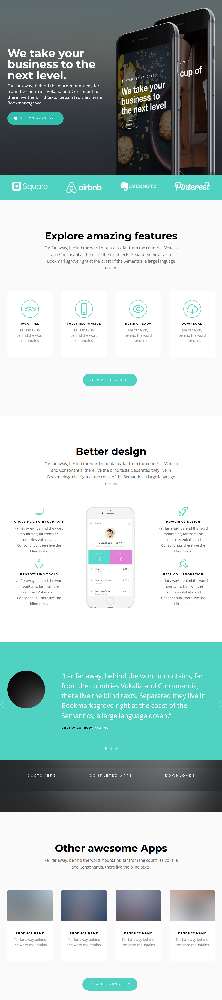 We take your
business to the
next level.
Far far away, behind the word mountains, far
from the countries Vokalia and Consonantia,
there live the blind texts. Separated they live in
Bookmarksgrove.
SEE ON APPSTORE
SEPTEMBER 10, 2015
We take your
business to
the next level
MORE
, 2015
cup of
Square
airbnb
EVERNOTE
Pinterest
Explore amazing features
Far far away, behind the word mountains, far from the countries Vokalia
and Consonantia, there live the blind texts. Separated they live in
Bookmarksgrove right at the coast of the Semantics, a large language
ocean.
100% FREE
Far far away
behind the word
mountains
FULLY RESPONSIVE
Far far away
behind the word
mountains
RETINA-READY
Far far away
behind the word
mountains
DOWNLOAD
Far far away
behind the word
mountains
VIEW ALL FEATURES
Better design
Far far away, behind the word mountains, far from the countries Vokalia
and Consonantia, there live the blind texts. Separated they live in
Bookmarksgrove right at the coast of the Semantics, a large language
ocean.
CROSS PLATFORM SUPPORT
Far far away, behind the word
mountains, far from the
countries Vokalia and
Consonantia, there live the
blind texts.
PROTOTYPING TOOLS
Far far away, behind the word
mountains, far from the
countries Vokalia and
Consonantia, there live the
blind texts.
Profile
Good Job, Marie!
16
0
New Icons
8:30
Finish Home Screen
2:00
Revise Wireframes
4:45
POWERFUL DESIGN
Far far away, behind the word
mountains, far from the
countries Vokalia and
Consonantia, there live the
blind texts.
USER COLLABORATION
Far far away, behind the word
mountains, far from the
countries Vokalia and
Consonantia, there live the
blind texts.
“Far far away, behind the word mountains, far
from the countries Vokalia and Consonantia,
there live the blind texts. Separated they live in
Bookmarksgrove right at the coast of the
Semantics, a large language ocean.”
GUSTAV BARROW, XYZ INC.
CUSTOMERS
COMPLETED APPS
DOWNLOADS
Other awesome Apps
Far far away, behind the word mountains, far from the countries Vokalia
and Consonantia, there live the blind texts.
PRODUCT NAME
Far far away behind
the word mountains
PRODUCT NAME
Far far away behind
the word mountains
PRODUCT NAME
Far far away behind
the word mountains
PRODUCT NAME
Far far away behind
the word mountains
VIEW ALL PRODUCTS